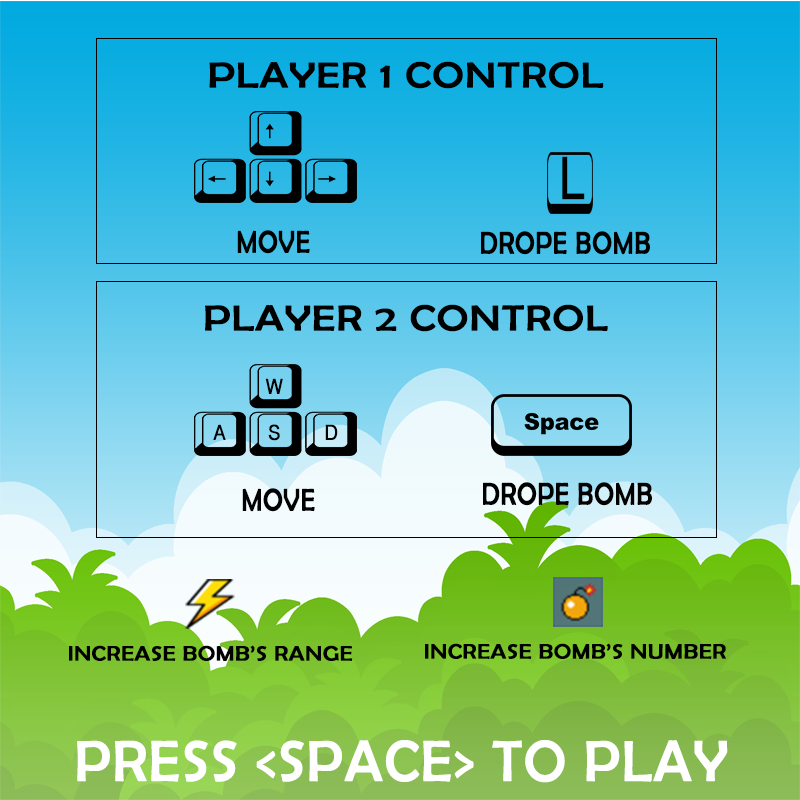 PLAYER 1 CONTROL
↑
← ↓ → L
MOVE DROPE BOMB
PLAYER 2 CONTROL
W
A S D Space
MOVE DROPE BOMB
INCREASE BOMB'S RANGE INCREASE BOMB'S NUMBER
PRESS <SPACE> TO PLAY